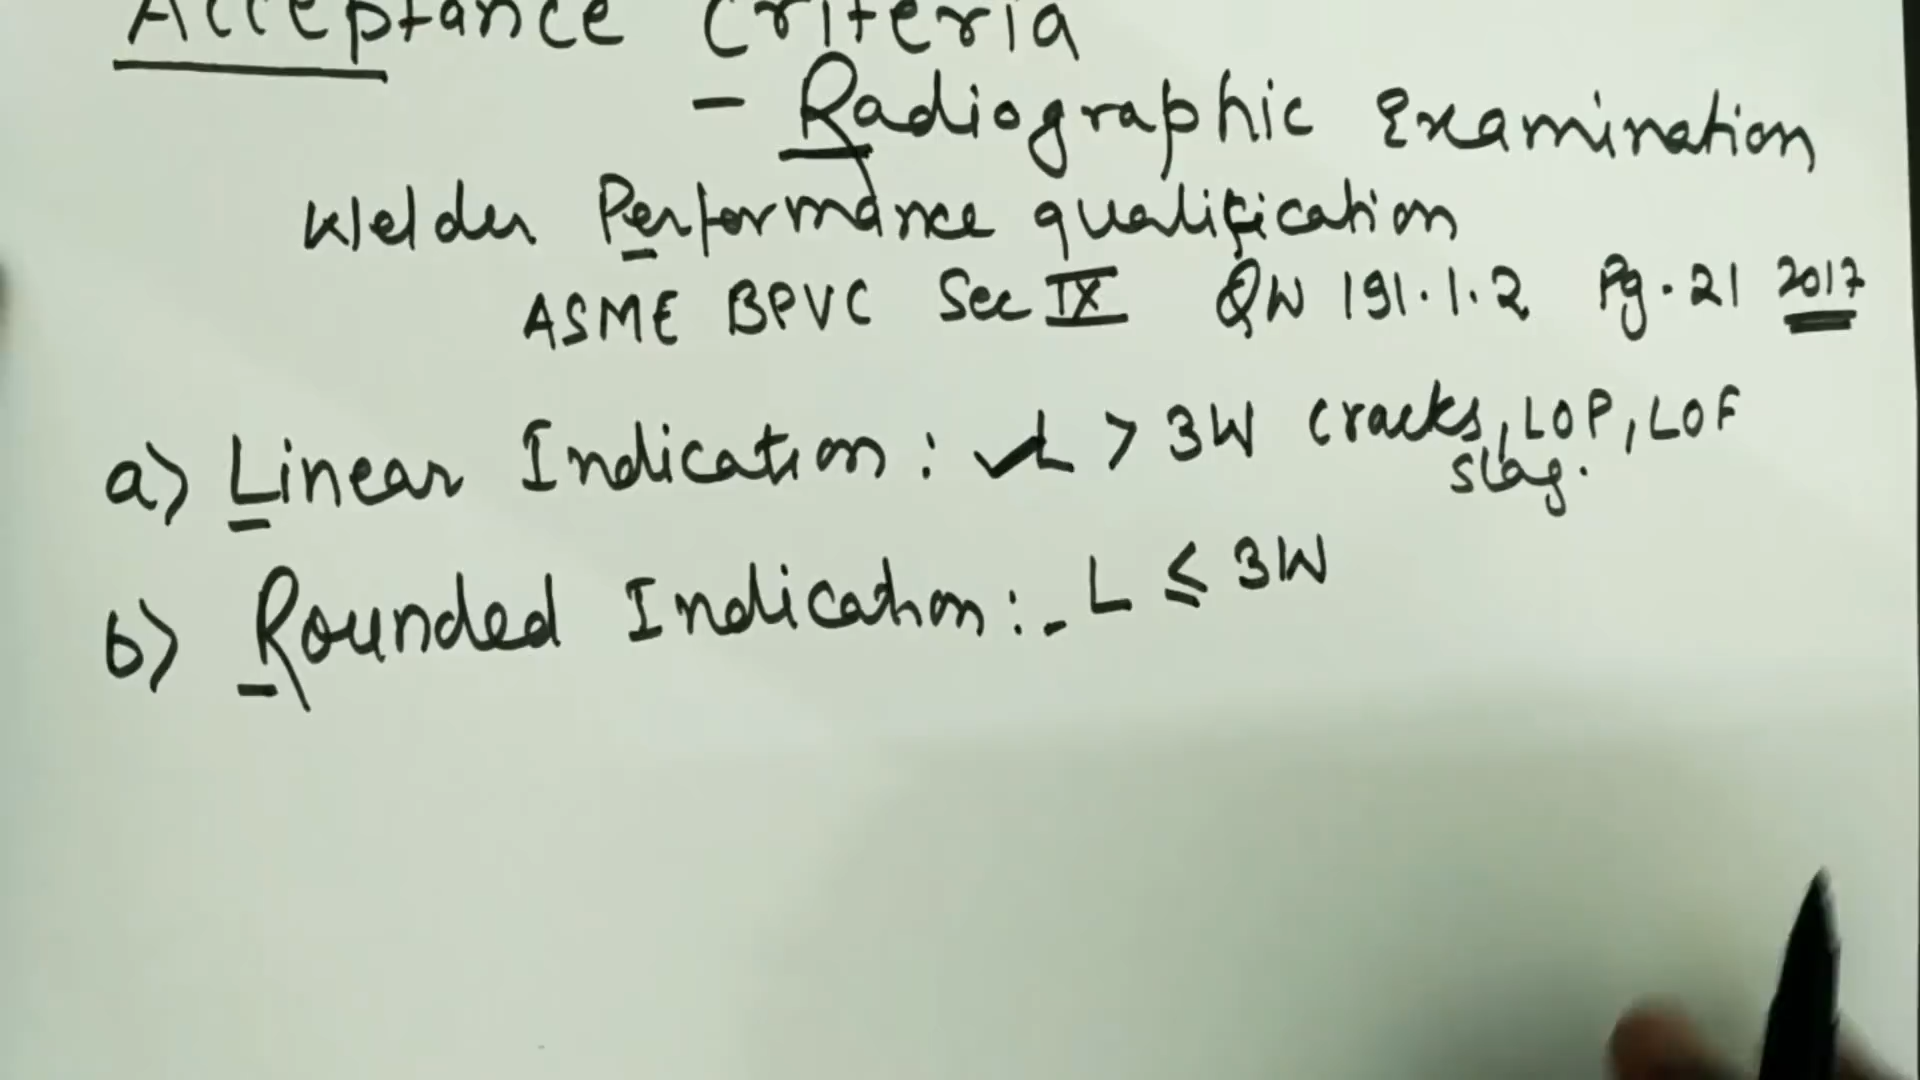 Acceptance Criteria
- Radiographic Examination
Welder Performance qualification
ASME BPVC Sec IX QW 191.1.2 Pg.21 2017
a) Linear Indication : L > 3W cracks, LOP, LOF
slag.
b) Rounded Indication :- L ≤ 3W